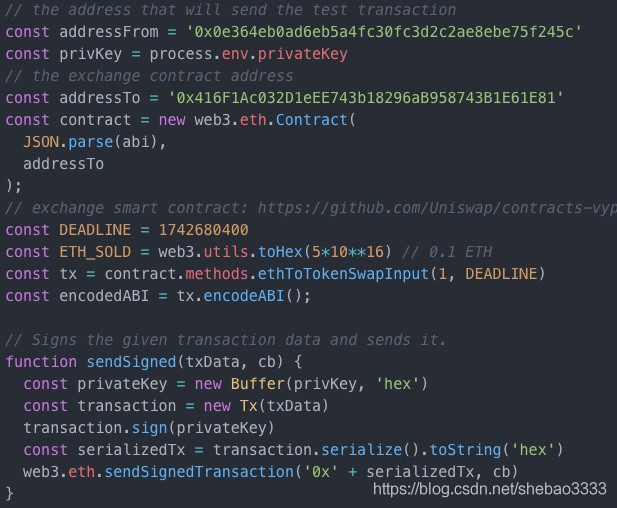 // the address that will send the test transaction
const addressFrom = '0x0e364eb0ad6eb5a4fc30fc3d2c2ae8ebe75f245c'
const privKey = process.env.privateKey
// the exchange contract address
const addressTo = '0x416F1Ac032D1eEE743b18296aB958743B1E61E81'
const contract = new web3.eth.Contract(
  JSON.parse(abi),
  addressTo
);
// exchange smart contract: https://github.com/Uniswap/contracts-vyp
const DEADLINE = 1742680400
const ETH_SOLD = web3.utils.toHex(5*10**16) // 0.1 ETH
const tx = contract.methods.ethToTokenSwapInput(1, DEADLINE)
const encodedABI = tx.encodeABI();
// Signs the given transaction data and sends it.
function sendSigned(txData, cb) {
  const privateKey = new Buffer(privKey, 'hex')
  const transaction = new Tx(txData)
  transaction.sign(privateKey)
  const serializedTx = transaction.serialize().toString('hex')
  web3.eth.sendSignedTransaction('0x' + serializedTx, cb)
}
https://blog.csdn.net/shebao3333